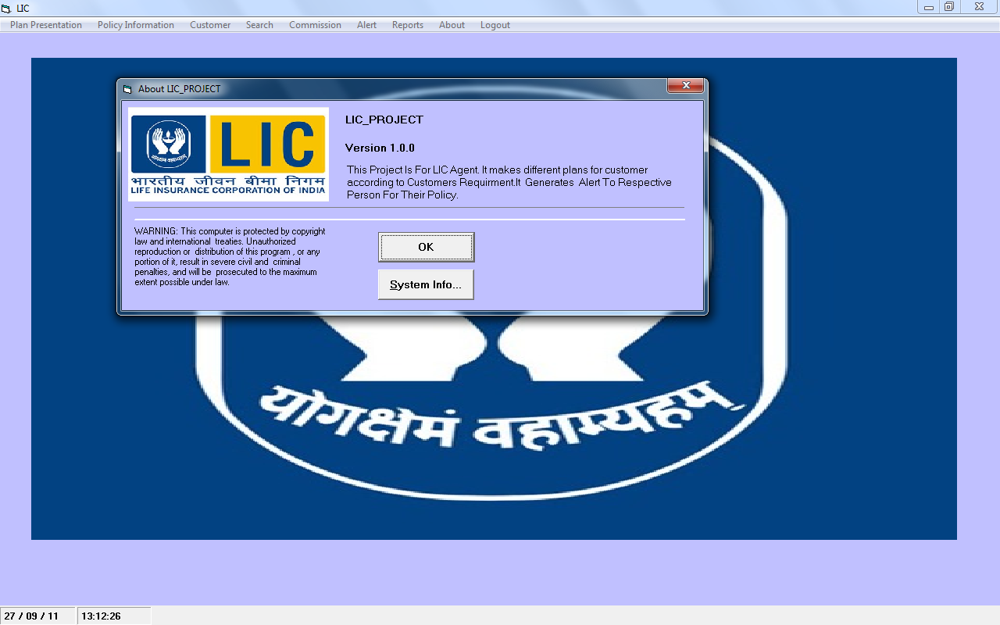 LIC
Plan Presentation Policy Information Customer Search Commission Alert Reports About Logout
About LIC_PROJECT
LIC
भारतीय जीवन बीमा निगम
LIFE INSURANCE CORPORATION OF INDIA
योगक्षेमं वहाम्यहम्
LIC_PROJECT
Version 1.0.0
This Project Is For LIC Agent. It makes different plans for customer
according to Customers Requirment.It Generates Alert To Respective
Person For Their Policy.
WARNING: This computer is protected by copyright
law and international treaties. Unauthorized
reproduction or distribution of this program , or any
portion of it, result in severe civil and criminal
penalties, and will be prosecuted to the maximum
extent possible under law.
OK
System Info...
योगक्षेमं वहाम्यहम्
27 / 09 / 11 13:12:26